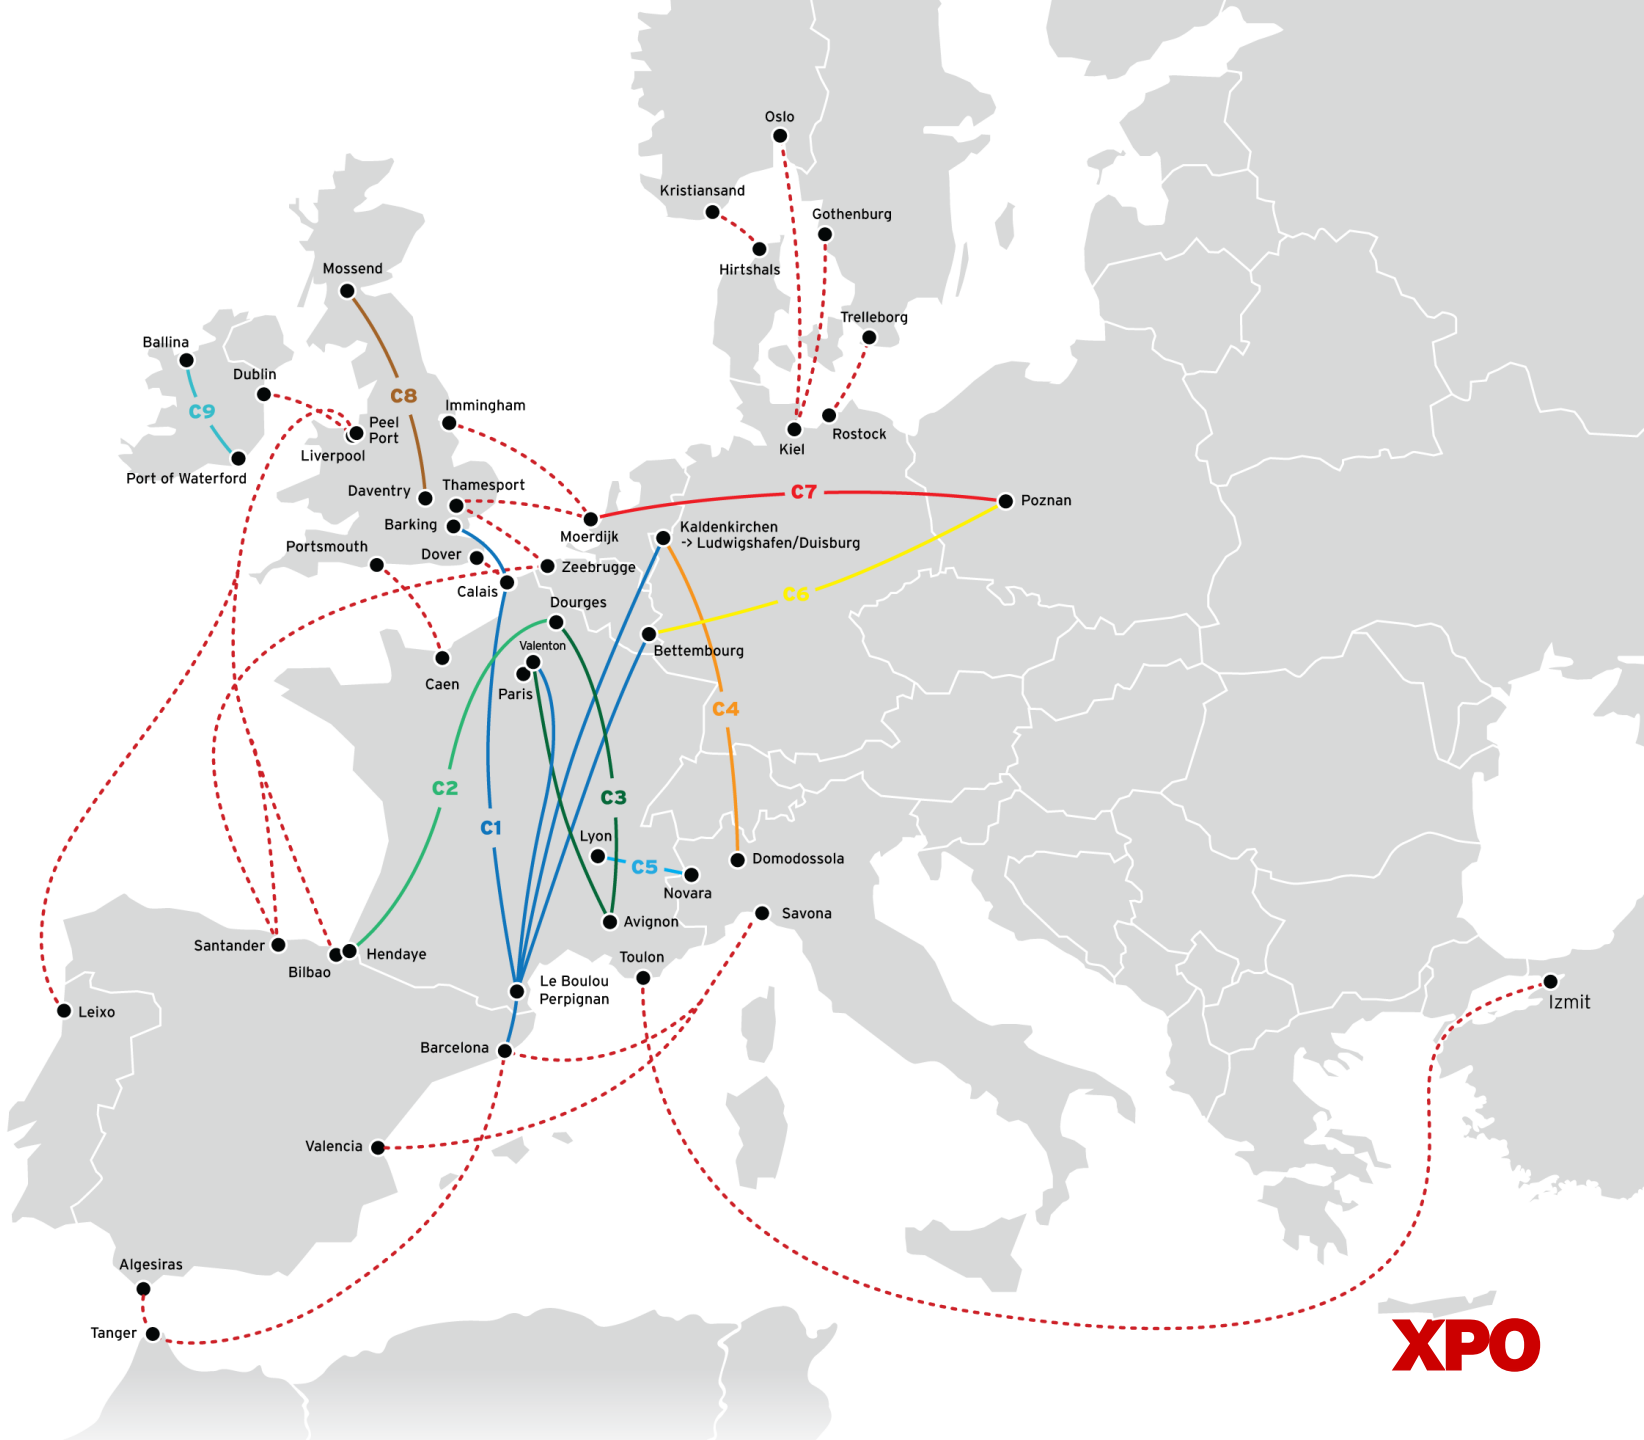 Oslo
Kristiansand
Gothenburg
Hirtshals
Mossend
Trelleborg
Ballina
Dublin
C8
Immingham
C9
Peel
Port
Rostock
Liverpool
Kiel
Port of Waterford
Daventry
Thamesport
C7
Poznan
Barking
Kaldenkirchen
-> Ludwigshafen/Duisburg
Moerdijk
Portsmouth
Dover
Zeebrugge
Calais
C6
Dourges
Valenton
Bettembourg
Caen
Paris
C4
C2
C3
C1
Lyon
C5
Domodossola
Novara
Savona
Avignon
Santander
Hendaye
Toulon
Bilbao
Le Boulou
Perpignan
Izmit
Leixo
Barcelona
Valencia
Algesiras
Tanger
XPO